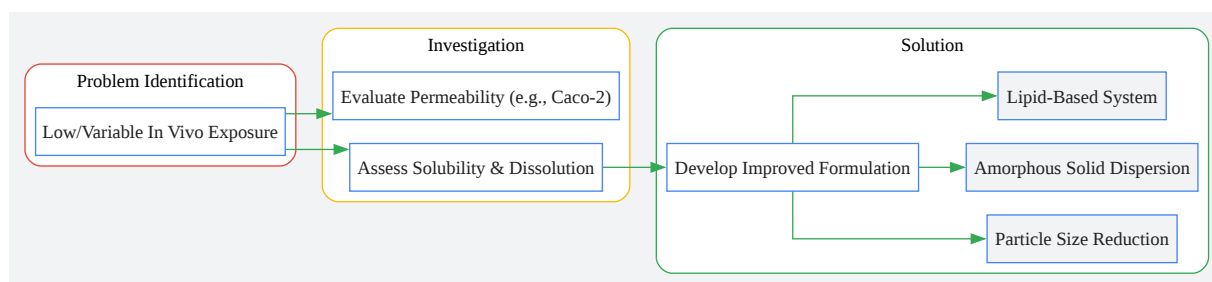 Problem Identification
Low/Variable In Vivo Exposure
Investigation
Evaluate Permeability (e.g., Caco-2)
Assess Solubility & Dissolution
Solution
Develop Improved Formulation
Lipid-Based System
Amorphous Solid Dispersion
Particle Size Reduction